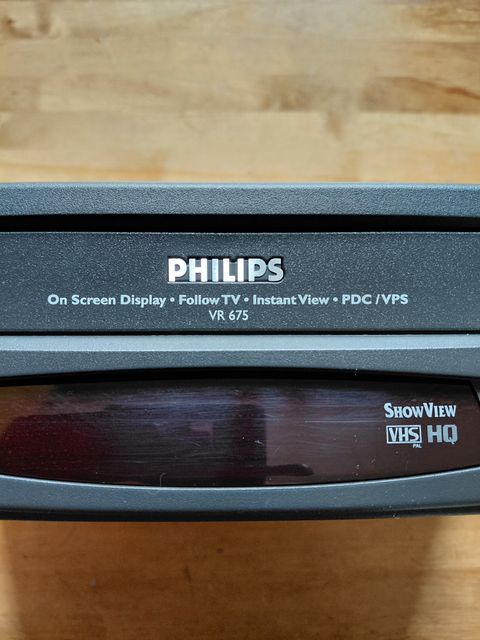 PHILIPS
On Screen Display • Follow TV • Instant View • PDC / VPS
VR 675
SHOWVIEW
VHS HQ
PAL